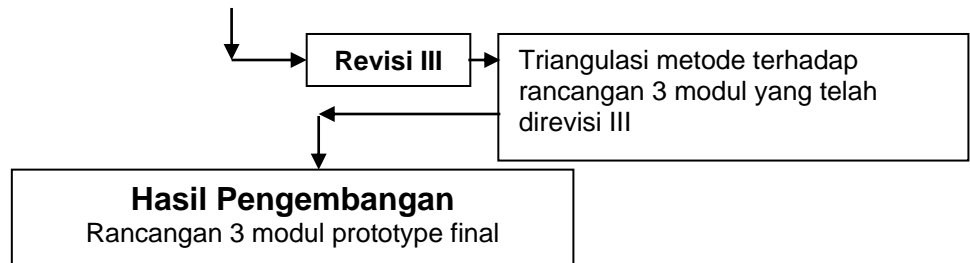 Revisi III
Triangulasi metode terhadap
rancangan 3 modul yang telah
direvisi III
Hasil Pengembangan
Rancangan 3 modul prototype final